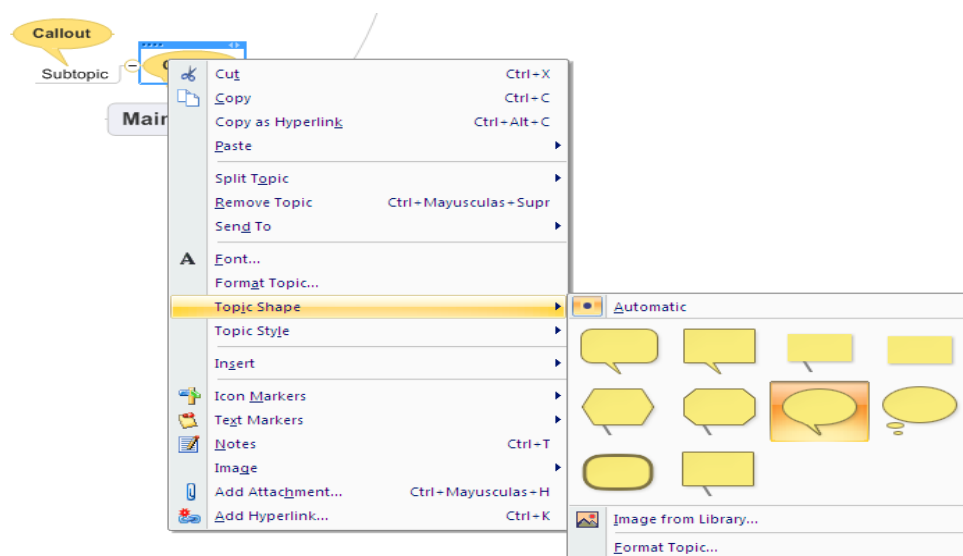 Callout
Subtopic
Main
Cut Ctrl+X
Copy Ctrl+C
Copy as Hyperlink Ctrl+Alt+C
Paste
Split Topic
Remove Topic Ctrl+Mayusculas+Supr
Send To
A Font...
Format Topic...
Topic Shape
Topic Style
Insert
Icon Markers
Text Markers
Notes Ctrl+T
Image
Add Attachment... Ctrl+Mayusculas+H
Add Hyperlink... Ctrl+K
Automatic
Image from Library...
Format Topic...